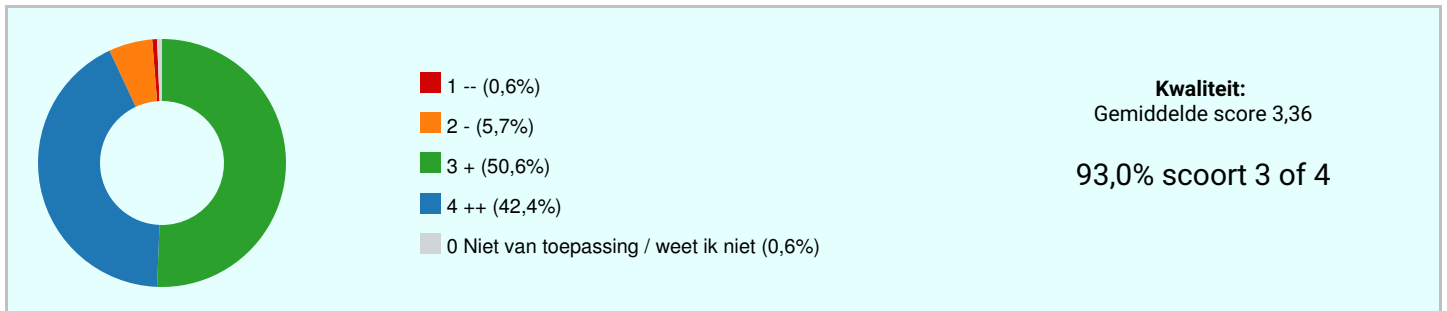 1 -- (0,6%)
2 - (5,7%)
3 + (50,6%)
4 ++ (42,4%)
0 Niet van toepassing / weet ik niet (0,6%)
Kwaliteit:
Gemiddelde score 3,36
93,0% scoort 3 of 4